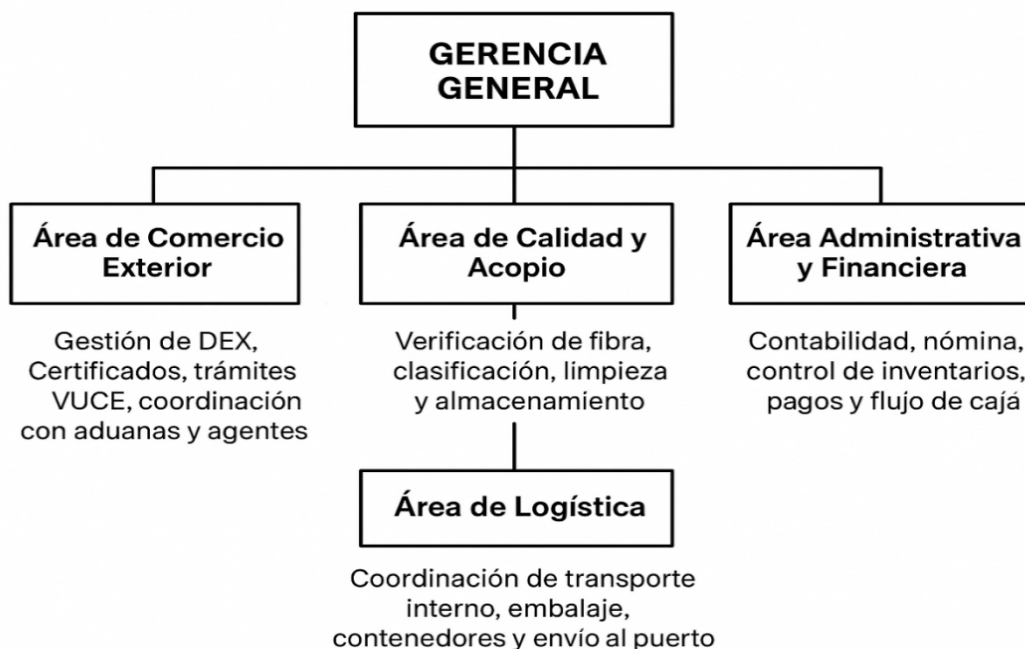 GERENCIA
GENERAL
Área de Comercio
Exterior
Área de Calidad y
Acopio
Área Administrativa
y Financiera
Gestión de DEX,
Certificados, trámites
VUCE, coordinación
con aduanas y agentes
Verificación de fibra,
clasificación, limpieza
y almacenamiento
Contabilidad, nómina,
control de inventarios,
pagos y flujo de cajá
Área de Logística
Coordinación de transporte
interno, embalaje,
contenedores y envío al puerto